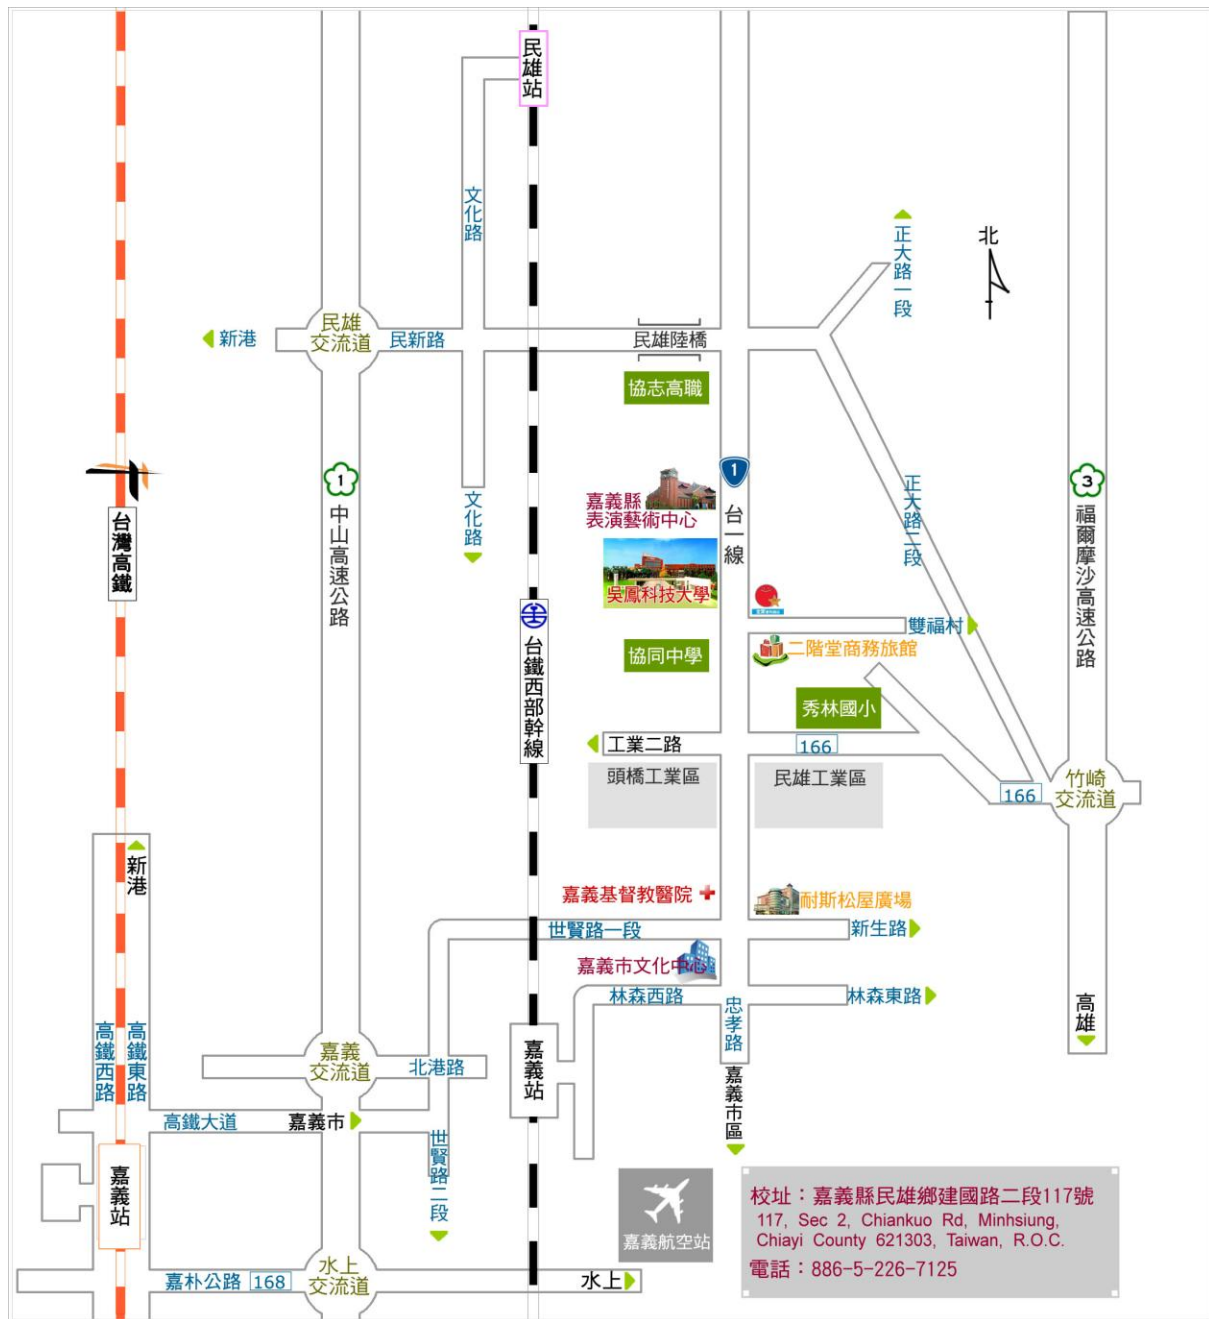 民雄站
文化路
正大路一段
北
新港
民雄
交流道
民新路
民雄陸橋
協志高職
1
1
3
嘉義縣
表演藝術中心
台一線
正大路二段
文化路
台灣高鐵
中山高速公路
福爾摩沙高速公路
吳鳳科技大學
雙福村
台鐵西部幹線
協同中學
二階堂商務旅館
秀林國小
工業二路
166
頭橋工業區
民雄工業區
166
竹崎
交流道
新港
嘉義基督教醫院
耐斯松屋廣場
世賢路一段
新生路
嘉義市文化中心
林森西路
林森東路
忠孝路
高雄
高鐵西路
高鐵東路
嘉義
交流道
北港路
嘉義站
嘉義市區
高鐵大道
嘉義市
世賢路二段
嘉義站
嘉義航空站
校址：嘉義縣民雄鄉建國路二段117號
117, Sec 2, Chiankuo Rd, Minhsiung,
Chiayi County 621303, Taiwan, R.O.C.
電話：886-5-226-7125
嘉朴公路 168
水上
交流道
水上